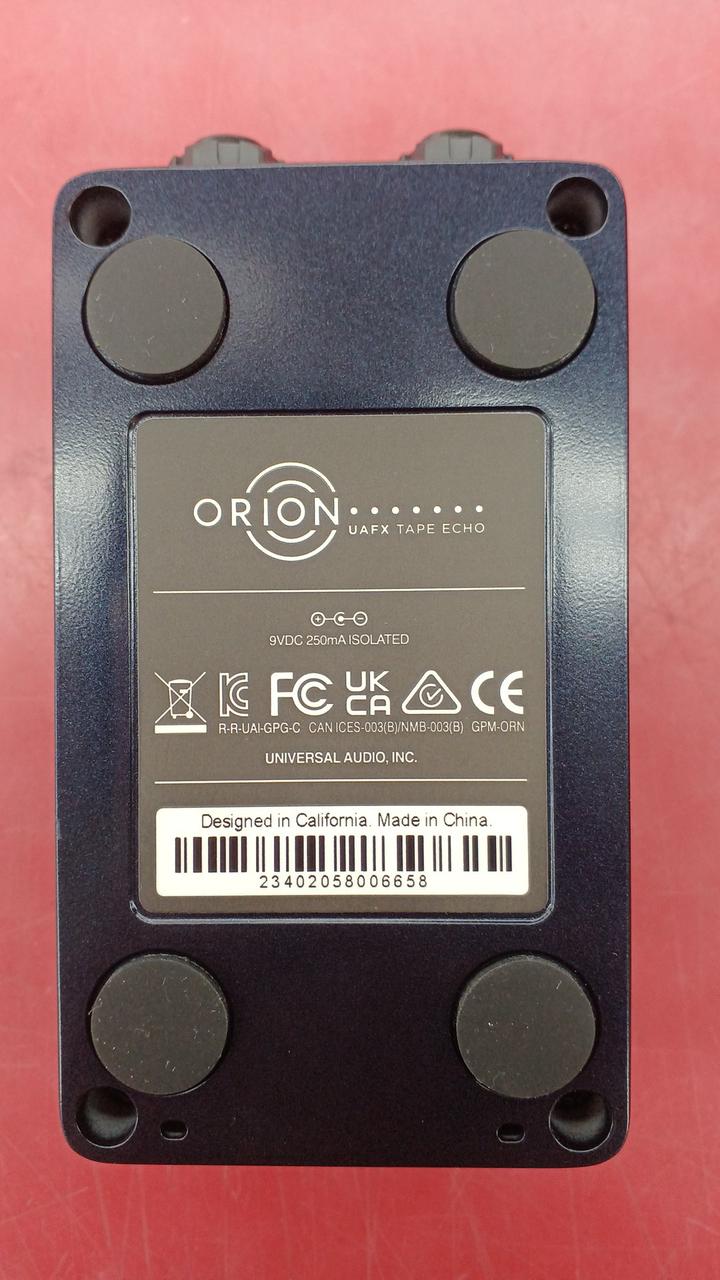 ORION
UAFX TAPE ECHO
9VDC 250mA ISOLATED
FC UK CA CE
R-R-UAI-GPG-C CAN ICES-003(B)/NMB-003(B) GPM-ORN
UNIVERSAL AUDIO, INC.
Designed in California. Made in China.
23402058006658